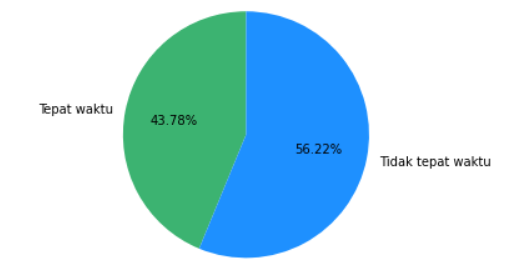 Tepat waktu
43.78%
56.22%
Tidak tepat waktu